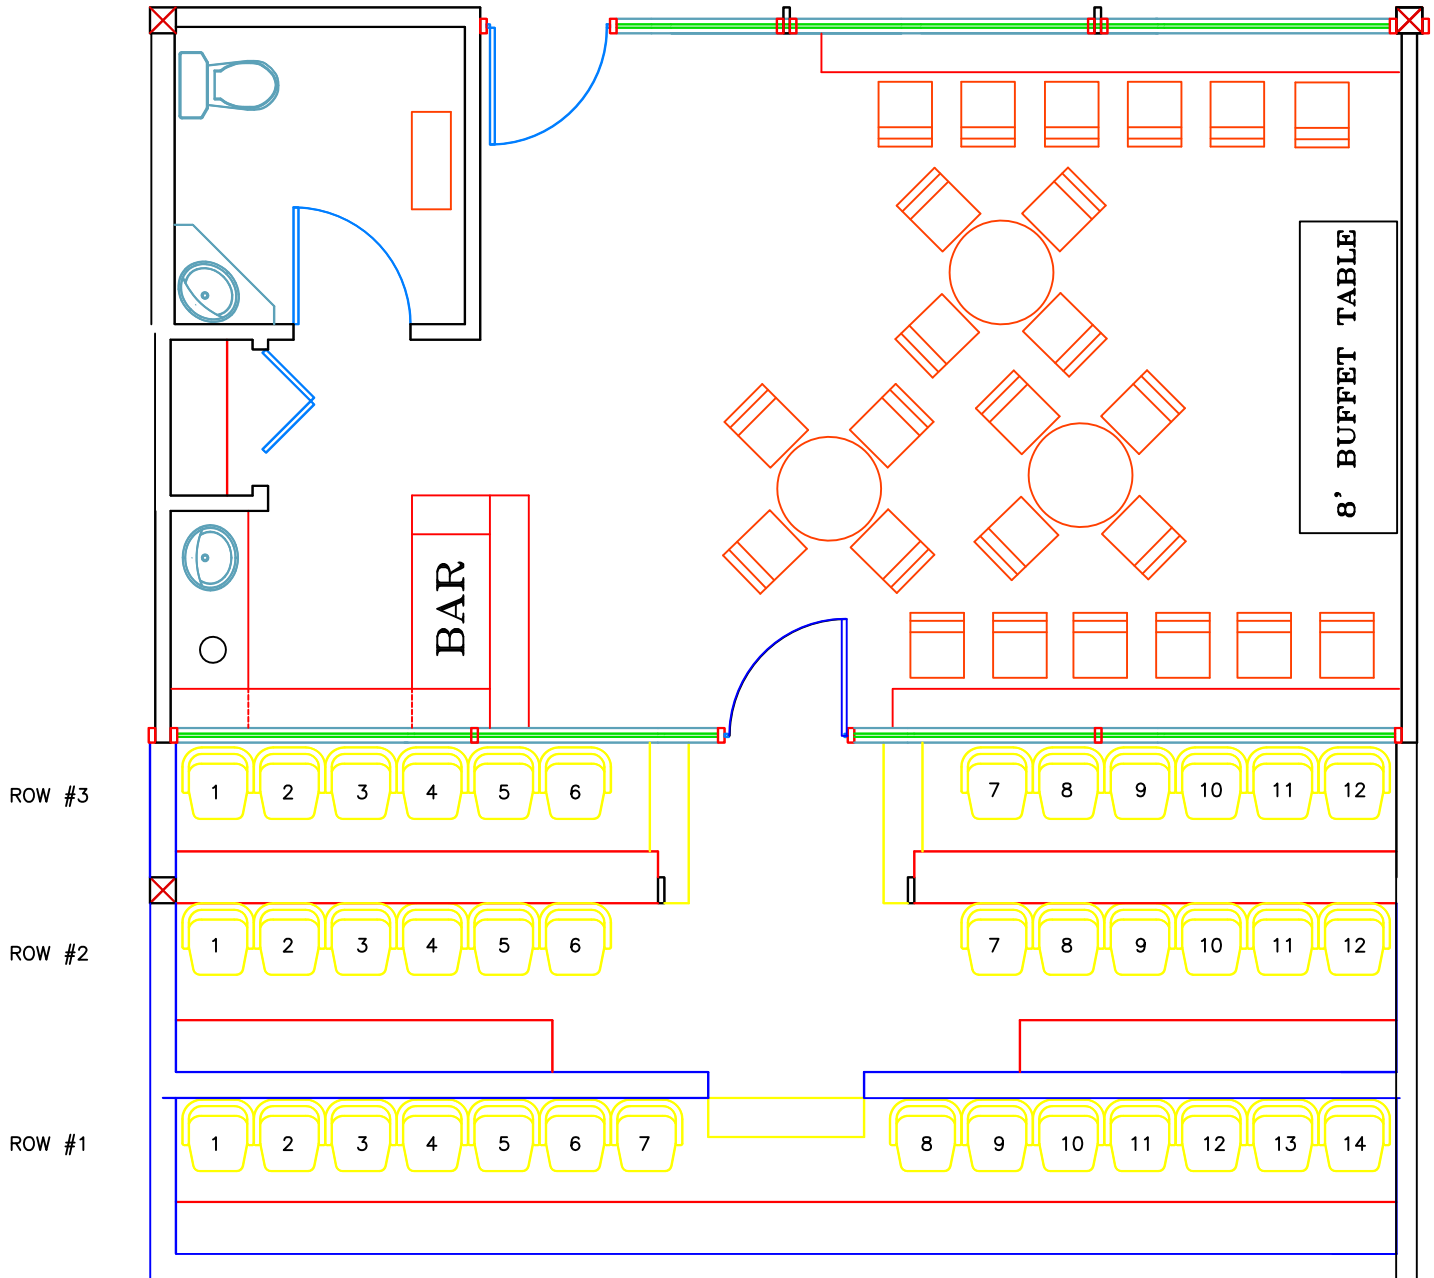 8' BUFFET TABLE
BAR
ROW #3 1 2 3 4 5 6 7 8 9 10 11 12
ROW #2 1 2 3 4 5 6 7 8 9 10 11 12
ROW #1 1 2 3 4 5 6 7 8 9 10 11 12 13 14